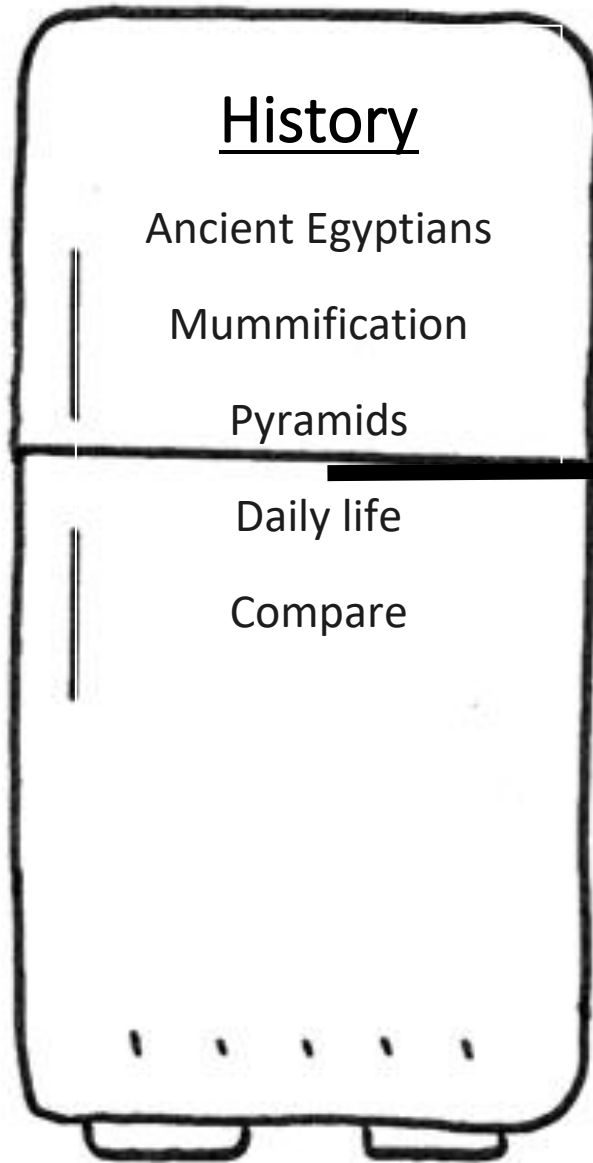 History
Ancient Egyptians
Mummification
Pyramids
Daily life
Compare